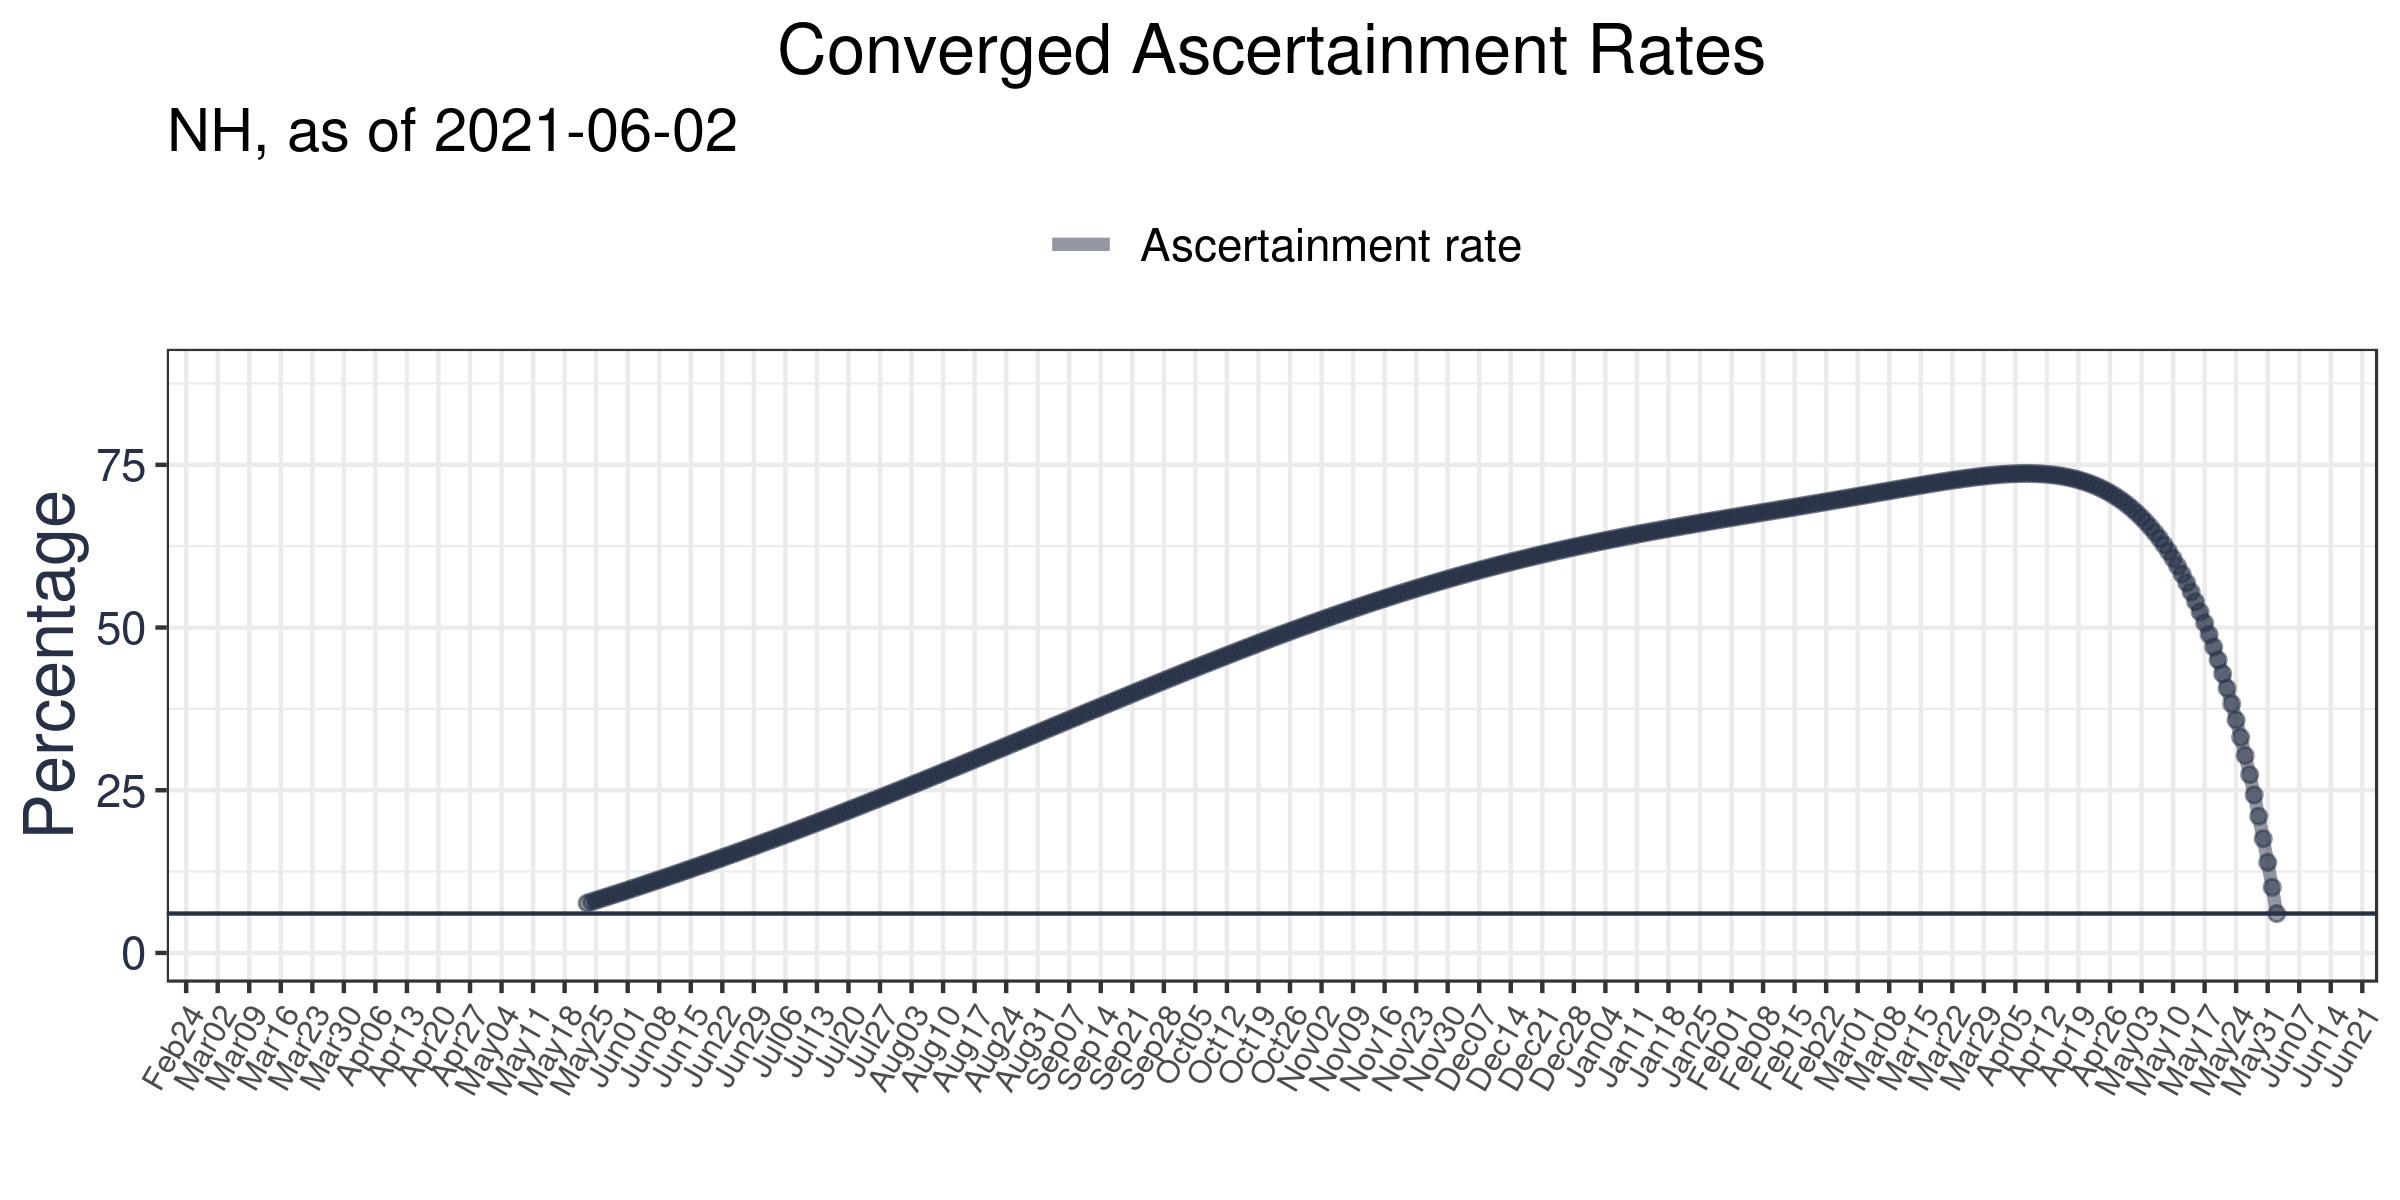 Converged Ascertainment Rates
NH, as of 2021-06-02
Ascertainment rate
Percentage
75
50
25
0
Feb24
Mar02
Mar09
Mar16
Mar23
Mar30
Apr06
Apr13
Apr20
Apr27
May04
May11
May18
May25
Jun01
Jun08
Jun15
Jun22
Jun29
Jul06
Jul13
Jul20
Jul27
Aug03
Aug10
Aug17
Aug24
Aug31
Sep07
Sep14
Sep21
Sep28
Oct05
Oct12
Oct19
Oct26
Nov02
Nov09
Nov16
Nov23
Nov30
Dec07
Dec14
Dec21
Dec28
Jan04
Jan11
Jan18
Jan25
Feb01
Feb08
Feb15
Feb22
Mar01
Mar08
Mar15
Mar22
Mar29
Apr05
Apr12
Apr19
Apr26
May03
May10
May17
May24
May31
Jun07
Jun14
Jun21